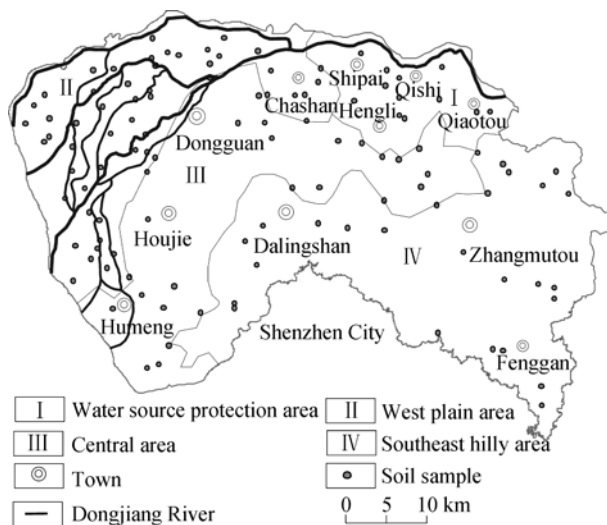 II
Shipai
Qishi
I
Chashan
Hengli
Qiaotou
Dongguan
III
Houjie
Dalingshan
IV
Zhangmutou
Humeng
Shenzhen City
Fenggan
I Water source protection area
II West plain area
III Central area
IV Southeast hilly area
Town
Soil sample
Dongjiang River
0 5 10 km